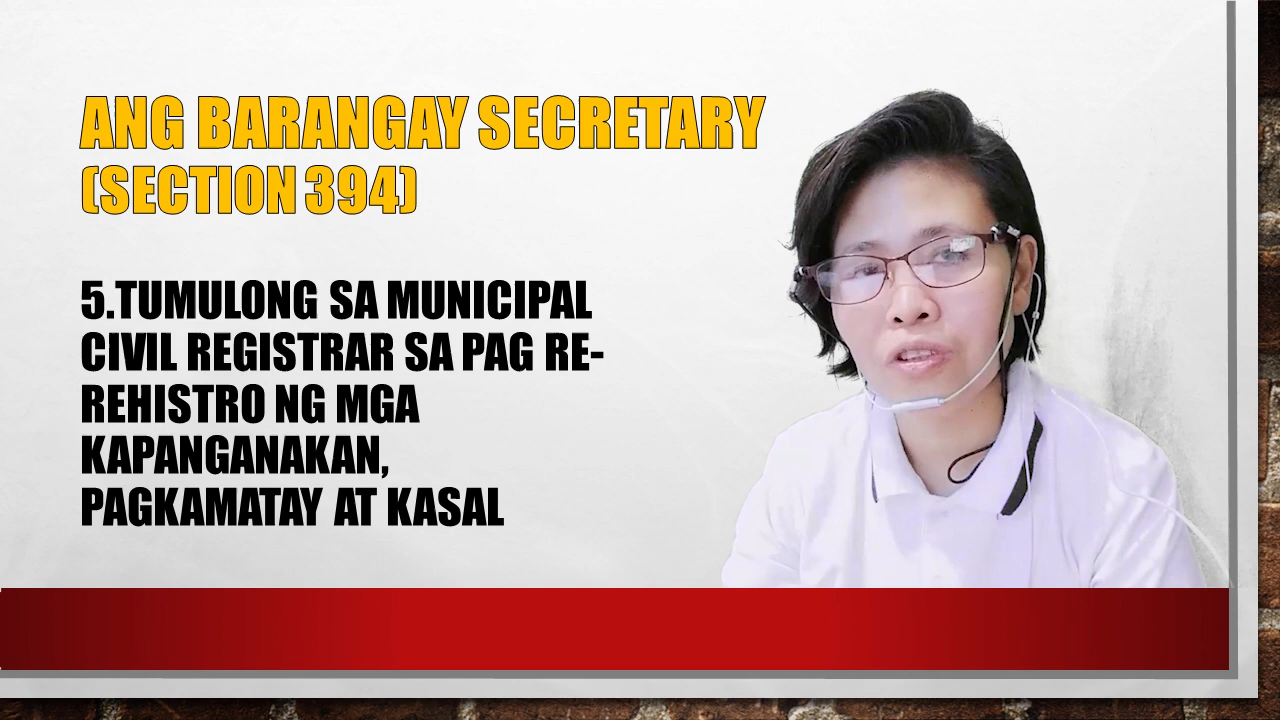 ANG BARANGAY SECRETARY
(SECTION 394)
5.TUMULONG SA MUNICIPAL
CIVIL REGISTRAR SA PAG RE-
REHISTRO NG MGA
KAPANGANAKAN,
PAGKAMATAY AT KASAL